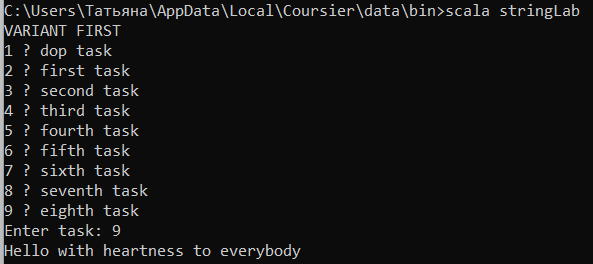 C:\Users\Татьяна\AppData\Local\Coursier\data\bin>scala stringLab
VARIANT FIRST
1 ? dop task
2 ? first task
3 ? second task
4 ? third task
5 ? fourth task
6 ? fifth task
7 ? sixth task
8 ? seventh task
9 ? eighth task
Enter task: 9
Hello with heartness to everybody